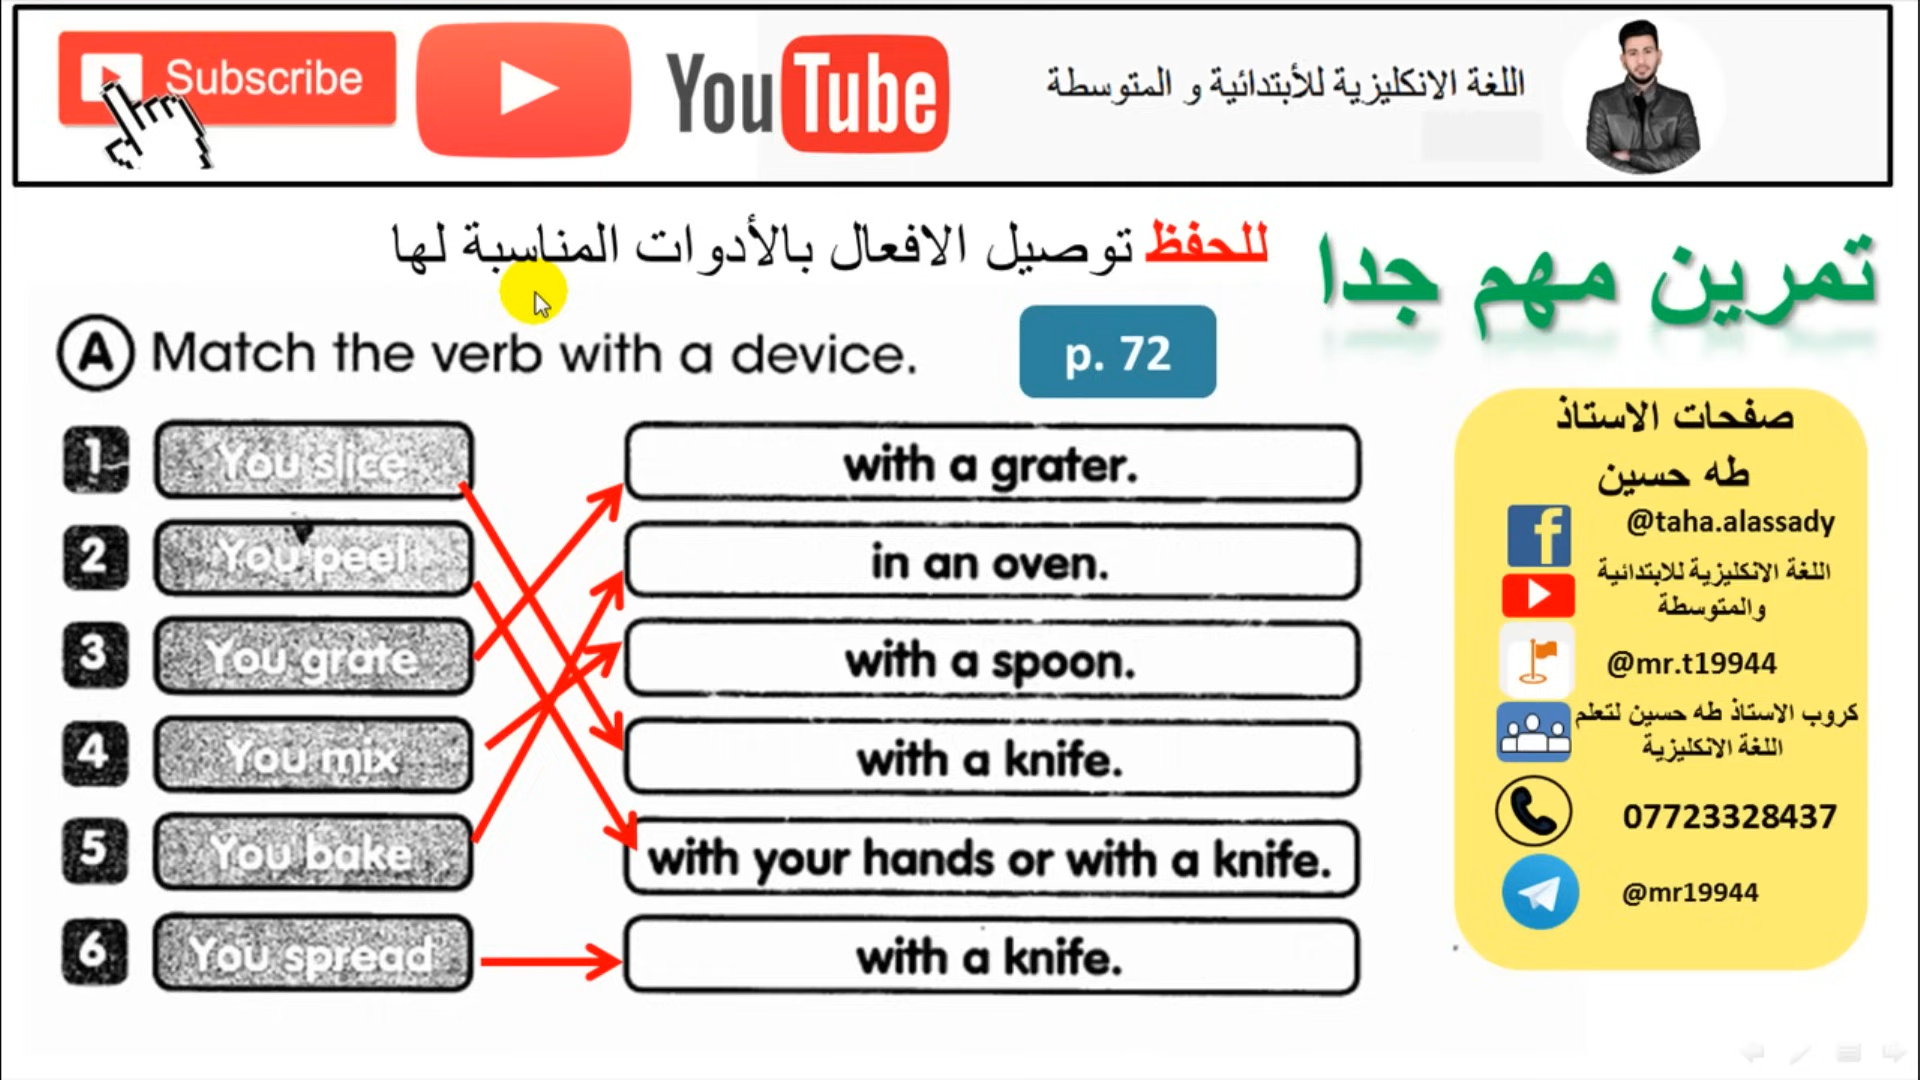 Subscribe
YouTube
اللغة الانكليزية للأبتدائية و المتوسطة
للحفظ توصيل الافعال بالأدوات المناسبة لها
تمرين مهم جدا
A Match the verb with a device.
p. 72
1 You slice with a grater.
2 You peel in an oven.
3 You grate with a spoon.
4 You mix with a knife.
5 You bake with your hands or with a knife.
6 You spread with a knife.
صفحات الاستاذ
طه حسين
@taha.alassady
اللغة الانكليزية للابتدائية
والمتوسطة
@mr.t19944
كروب الاستاذ طه حسين لتعلم
اللغة الانكليزية
07723328437
@mr19944